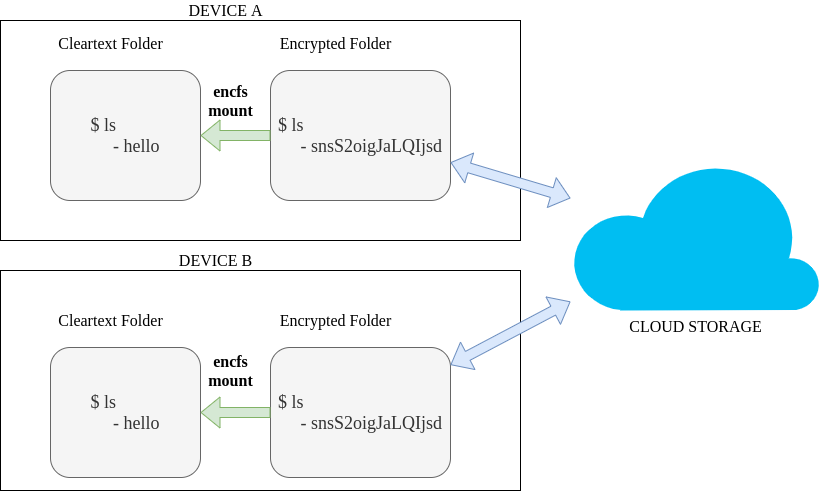 DEVICE A
Cleartext Folder
Encrypted Folder
encfs
mount
$ ls
- hello
$ ls
- snsS2oigJaLQIjsd
DEVICE B
CLOUD STORAGE
Cleartext Folder
Encrypted Folder
encfs
mount
$ ls
- hello
$ ls
- snsS2oigJaLQIjsd